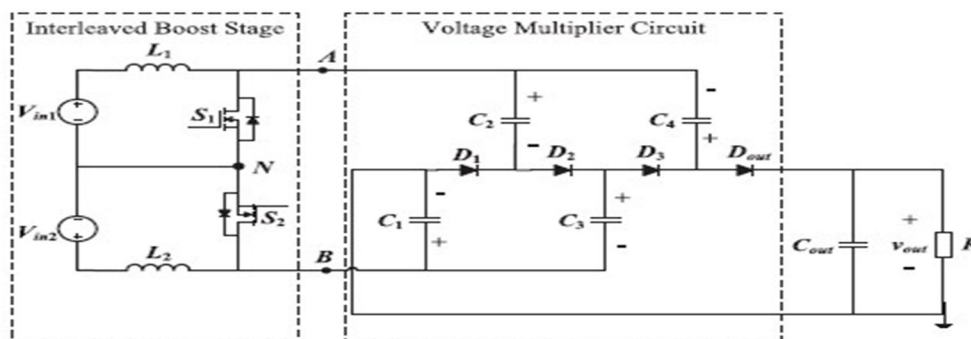 Interleaved Boost Stage
Voltage Multiplier Circuit
L1
A
Vin1
S1
C2
C4
N
D1
D2
D3
Dout
S2
C1
C3
Vin2
L2
B
Cout
vout
R